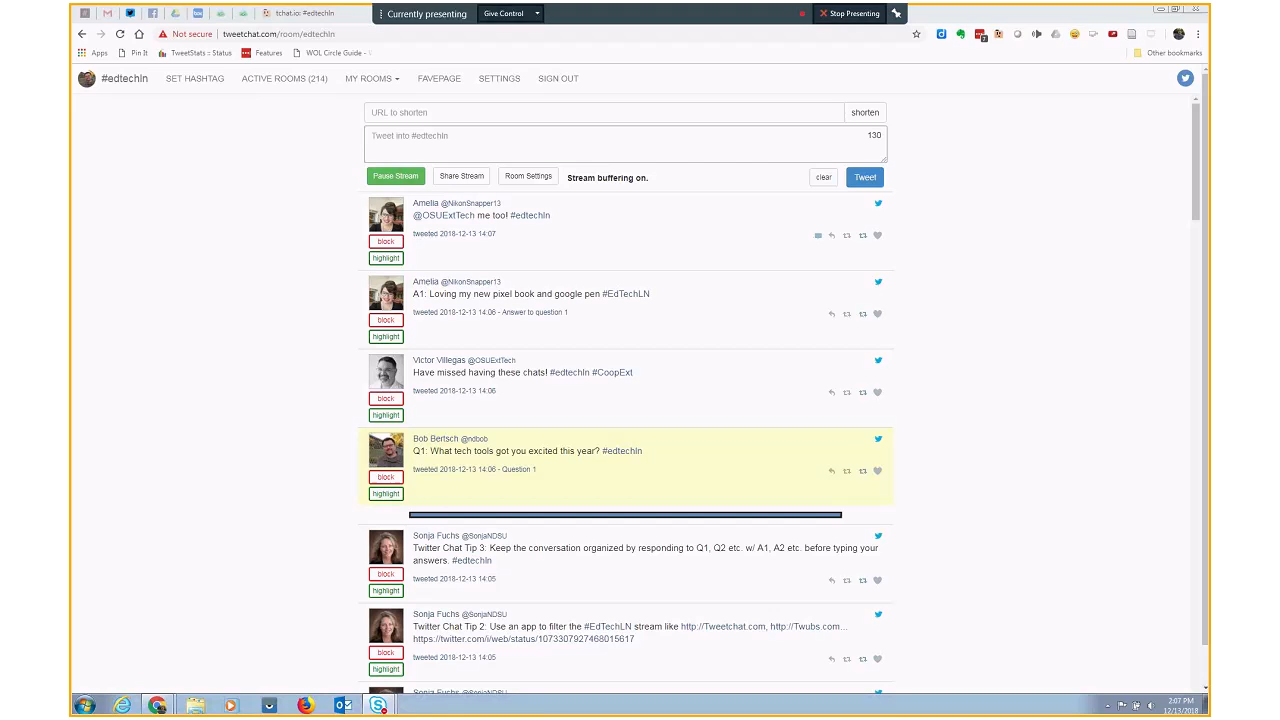 Currently presenting
Give Control
Stop Presenting
tchat.io: #edtechln
Not secure tweetchat.com/room/edtechln
Apps Pin It TweetStats :: Status Features WOL Circle Guide - V
Other bookmarks
#edtechln SET HASHTAG ACTIVE ROOMS (214) MY ROOMS FAVEPAGE SETTINGS SIGN OUT
URL to shorten shorten
Tweet into #edtechln 130
Pause Stream Share Stream Room Settings Stream buffering on. clear Tweet
Amelia @NikonSnapper13
@OSUExtTech me too! #edtechln
tweeted 2018-12-13 14:07
block
highlight
Amelia @NikonSnapper13
A1: Loving my new pixel book and google pen #EdTechLN
tweeted 2018-12-13 14:06 - Answer to question 1
block
highlight
Victor Villegas @OSUExtTech
Have missed having these chats! #edtechln #CoopExt
tweeted 2018-12-13 14:06
block
highlight
Bob Bertsch @ndbob
Q1: What tech tools got you excited this year? #edtechln
tweeted 2018-12-13 14:06 - Question 1
block
highlight
Sonja Fuchs @SonjaNDSU
Twitter Chat Tip 3: Keep the conversation organized by responding to Q1, Q2 etc. w/ A1, A2 etc. before typing your
answers. #edtechln
tweeted 2018-12-13 14:05
block
highlight
Sonja Fuchs @SonjaNDSU
Twitter Chat Tip 2: Use an app to filter the #EdTechLN stream like http://Tweetchat.com, http://Twubs.com...
https://twitter.com/i/web/status/1073307927468015617
tweeted 2018-12-13 14:05
block
highlight
Sonja Fuchs @SonjaNDSU
2:07 PM
12/13/2018